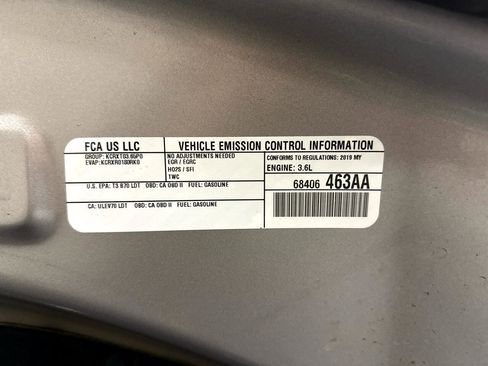 FCA US LLC VEHICLE EMISSION CONTROL INFORMATION
GROUP: KCRXT03.65P0 NO ADJUSTMENTS NEEDED CONFORMS TO REGULATIONS: 2019 MY
EVAP: KCRXR0180RK0 EGR / EGRC ENGINE: 3.6L
HO2S / SFI
TWC 68406 463AA
U.S. EPA: T3 B70 LDT OBD: CA OBD II FUEL: GASOLINE
CA: ULEV70 LDT OBD: CA OBD II FUEL: GASOLINE